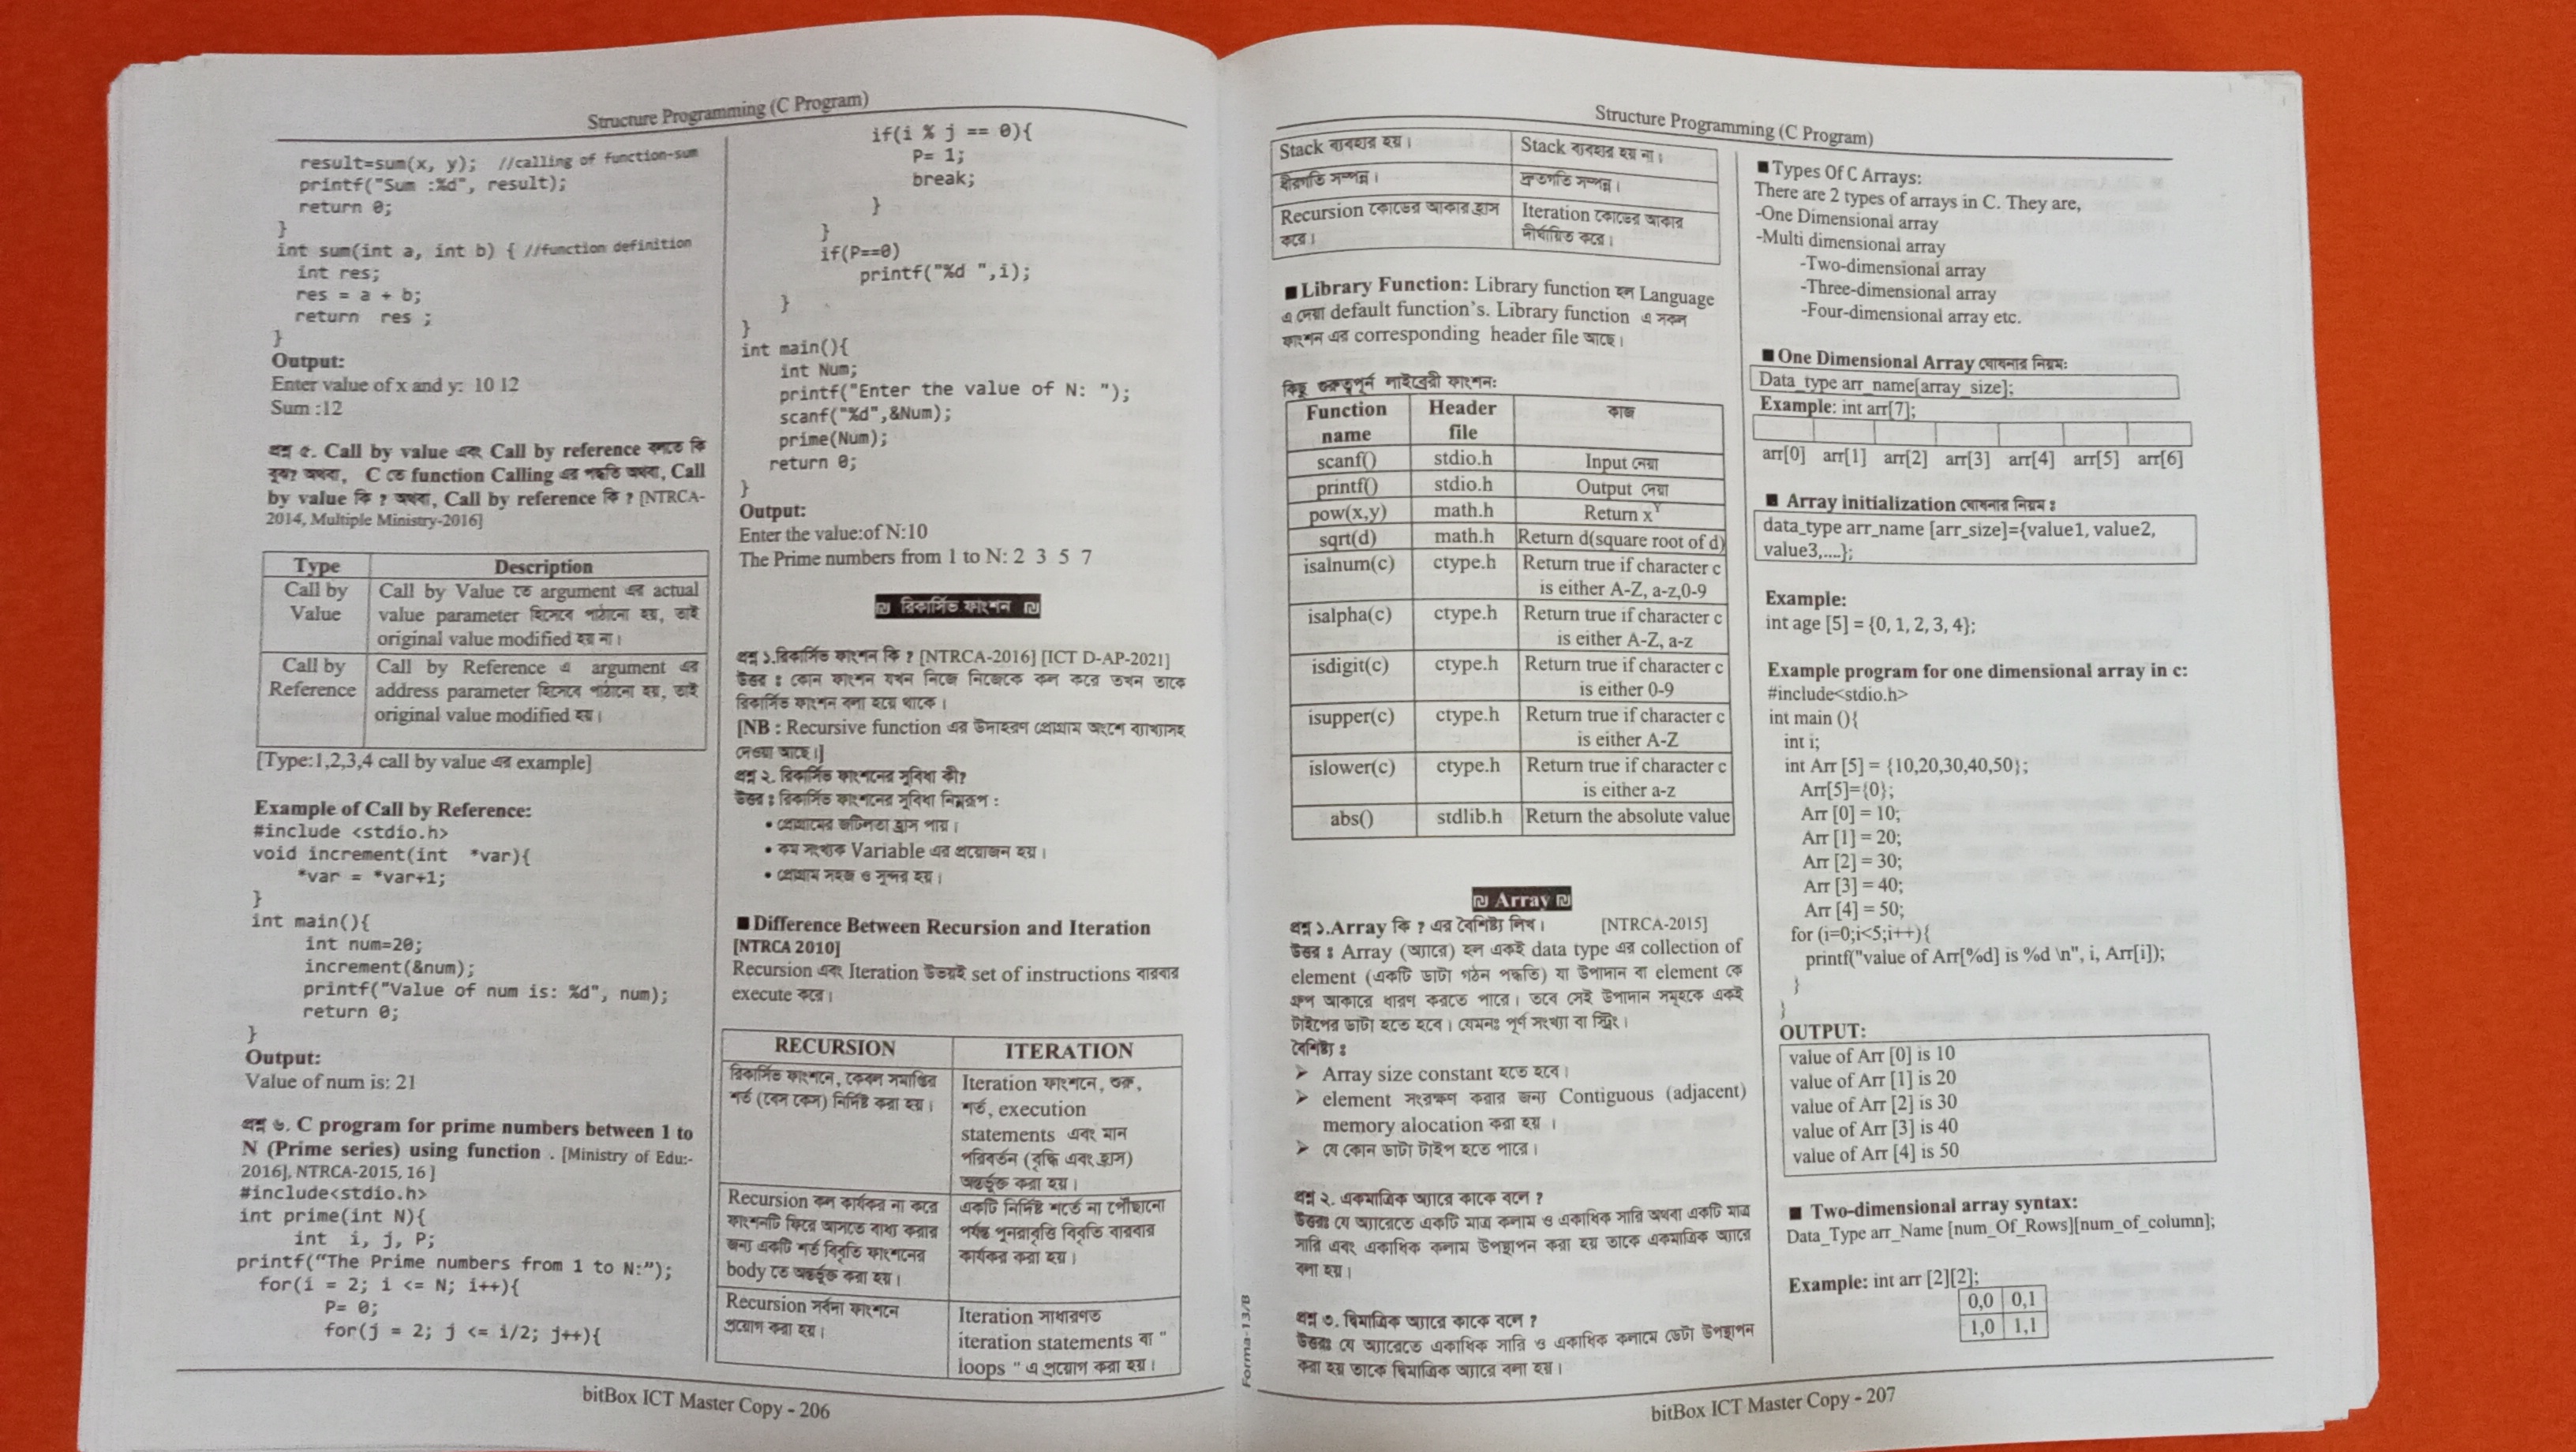 Structure Programming (C Program)
result=sum(x, y); //calling of function-sum
printf("Sum :%d", result);
return 0;
}
int sum(int a, int b) { //function definition
int res;
res = a + b;
return res ;
}
Output:
Enter value of x and y: 10 12
Sum :12
প্রশ্ন ৫. Call by value এবং Call by reference বলতে কি
বুঝ? অথবা, C তে function Calling এর পদ্ধতি অথবা, Call
by value কি ? অথবা, Call by reference কি ? [NTRCA-
2014, Multiple Ministry-2016]
Type Description
Call by Value Call by Value তে argument এর actual
value parameter হিসেবে পাঠানো হয়, তাই
original value modified হয় না।
Call by Reference Call by Reference এ argument এর
address parameter হিসেবে পাঠানো হয়, তাই
original value modified হয়।
[Type:1,2,3,4 call by value এর example]
Example of Call by Reference:
#include <stdio.h>
void increment(int *var){
*var = *var+1;
}
int main(){
int num=20;
increment(&num);
printf("Value of num is: %d", num);
return 0;
}
Output:
Value of num is: 21
প্রশ্ন ৬. C program for prime numbers between 1 to
N (Prime series) using function . [Ministry of Edu:-
2016], NTRCA-2015, 16 ]
#include<stdio.h>
int prime(int N){
int i, j, P;
printf(“The Prime numbers from 1 to N:”);
for(i = 2; i <= N; i++){
P= 0;
for(j = 2; j <= i/2; j++){
if(i % j == 0){
P= 1;
break;
}
}
if(P==0)
printf("%d ",i);
}
}
int main(){
int Num;
printf("Enter the value of N: ");
scanf("%d",&Num);
prime(Num);
return 0;
}
Output:
Enter the value:of N:10
The Prime numbers from 1 to N: 2 3 5 7
রিকার্সিভ ফাংশন
প্রশ্ন ১.রিকার্সিভ ফাংশন কি ? [NTRCA-2016] [ICT D-AP-2021]
উত্তর : কোন ফাংশন যখন নিজে নিজেকে কল করে তখন তাকে
রিকার্সিভ ফাংশন বলা হয়ে থাকে।
[NB : Recursive function এর উদাহরণ প্রোগ্রাম অংশে ব্যাখ্যাসহ
দেওয়া আছে।]
প্রশ্ন ২. রিকার্সিভ ফাংশনের সুবিধা কী?
উত্তর : রিকার্সিভ ফাংশনের সুবিধা নিম্নরূপ :
• প্রোগ্রামের জটিলতা হ্রাস পায়।
• কম সংখ্যক Variable এর প্রয়োজন হয়।
• প্রোগ্রাম সহজ ও সুন্দর হয়।
■ Difference Between Recursion and Iteration
[NTRCA 2010]
Recursion এবং Iteration উভয়ই set of instructions বারবার
execute করে।
RECURSION ITERATION
রিকার্সিভ ফাংশনে, কেবল সমাপ্তির
শর্ত (বেস কেস) নির্দিষ্ট করা হয়।
Iteration ফাংশনে, শুরু,
শর্ত, execution
statements এবং মান
পরিবর্তন (বৃদ্ধি এবং হ্রাস)
অন্তর্ভুক্ত করা হয়।
Recursion কল কার্যকর না করে
ফাংশনটি ফিরে আসতে বাধ্য করার
জন্য একটি শর্ত বিবৃতি ফাংশনের
body তে অন্তর্ভুক্ত করা হয়।
একটি নির্দিষ্ট শর্তে না পৌঁছানো
পর্যন্ত পুনরাবৃত্তি বিবৃতি বারবার
কার্যকর করা হয়।
Recursion সর্বদা ফাংশনে
প্রয়োগ করা হয়।
Iteration সাধারণত
iteration statements বা "
loops " এ প্রয়োগ করা হয়।
bitBox ICT Master Copy - 206
Structure Programming (C Program)
Stack ব্যবহার হয়। Stack ব্যবহার হয় না।
ধীরগতি সম্পন্ন। দ্রুতগতি সম্পন্ন।
Recursion কোডের আকার হ্রাস
করে।
Iteration কোডের আকার
দীর্ঘায়িত করে।
■ Library Function: Library function হল Language
এ দেয়া default function’s. Library function এ সকল
ফাংশন এর corresponding header file আছে।
কিছু গুরুত্বপূর্ন লাইব্রেরী ফাংশন:
Function name Header file কাজ
scanf() stdio.h Input নেয়া
printf() stdio.h Output দেয়া
pow(x,y) math.h Return x^Y
sqrt(d) math.h Return d(square root of d)
isalnum(c) ctype.h Return true if character c
is either A-Z, a-z,0-9
isalpha(c) ctype.h Return true if character c
is either A-Z, a-z
isdigit(c) ctype.h Return true if character c
is either 0-9
isupper(c) ctype.h Return true if character c
is either A-Z
islower(c) ctype.h Return true if character c
is either a-z
abs() stdlib.h Return the absolute value
Array
প্রশ্ন ১.Array কি ? এর বৈশিষ্ট্য লিখ। [NTRCA-2015]
উত্তর : Array (অ্যারে) হল একই data type এর collection of
element (একটি ডাটা গঠন পদ্ধতি) যা উপাদান বা element কে
গ্রুপ আকারে ধারণ করতে পারে। তবে সেই উপাদান সমূহকে একই
টাইপের ডাটা হতে হবে। যেমনঃ পূর্ণ সংখ্যা বা স্ট্রিং।
বৈশিষ্ট্য :
➤ Array size constant হতে হবে।
➤ element সংরক্ষণ করার জন্য Contiguous (adjacent)
memory alocation করা হয় ।
➤ যে কোন ডাটা টাইপ হতে পারে।
প্রশ্ন ২. একমাত্রিক অ্যারে কাকে বলে ?
উত্তরঃ যে অ্যারেতে একটি মাত্র কলাম ও একাধিক সারি অথবা একটি মাত্র
সারি এবং একাধিক কলাম উপস্থাপন করা হয় তাকে একমাত্রিক অ্যারে
বলা হয়।
প্রশ্ন ৩. দ্বিমাত্রিক অ্যারে কাকে বলে ?
উত্তরঃ যে অ্যারেতে একাধিক সারি ও একাধিক কলামে ডেটা উপস্থাপন
করা হয় তাকে দ্বিমাত্রিক অ্যারে বলা হয়।
Forma-13/B
■ Types Of C Arrays:
There are 2 types of arrays in C. They are,
-One Dimensional array
-Multi dimensional array
-Two-dimensional array
-Three-dimensional array
-Four-dimensional array etc.
■ One Dimensional Array ঘোষনার নিয়ম:
Data_type arr_name[array_size];
Example: int arr[7];
arr[0] arr[1] arr[2] arr[3] arr[4] arr[5] arr[6]
■ Array initialization ঘোষনার নিয়ম :
data_type arr_name [arr_size]={value1, value2,
value3,....};
Example:
int age [5] = {0, 1, 2, 3, 4};
Example program for one dimensional array in c:
#include<stdio.h>
int main (){
int i;
int Arr [5] = {10,20,30,40,50};
Arr[5]={0};
Arr [0] = 10;
Arr [1] = 20;
Arr [2] = 30;
Arr [3] = 40;
Arr [4] = 50;
for (i=0;i<5;i++){
printf("value of Arr[%d] is %d \n", i, Arr[i]);
}
}
OUTPUT:
value of Arr [0] is 10
value of Arr [1] is 20
value of Arr [2] is 30
value of Arr [3] is 40
value of Arr [4] is 50
■ Two-dimensional array syntax:
Data_Type arr_Name [num_Of_Rows][num_of_column];
Example: int arr [2][2];
0,0 0,1
1,0 1,1
bitBox ICT Master Copy - 207